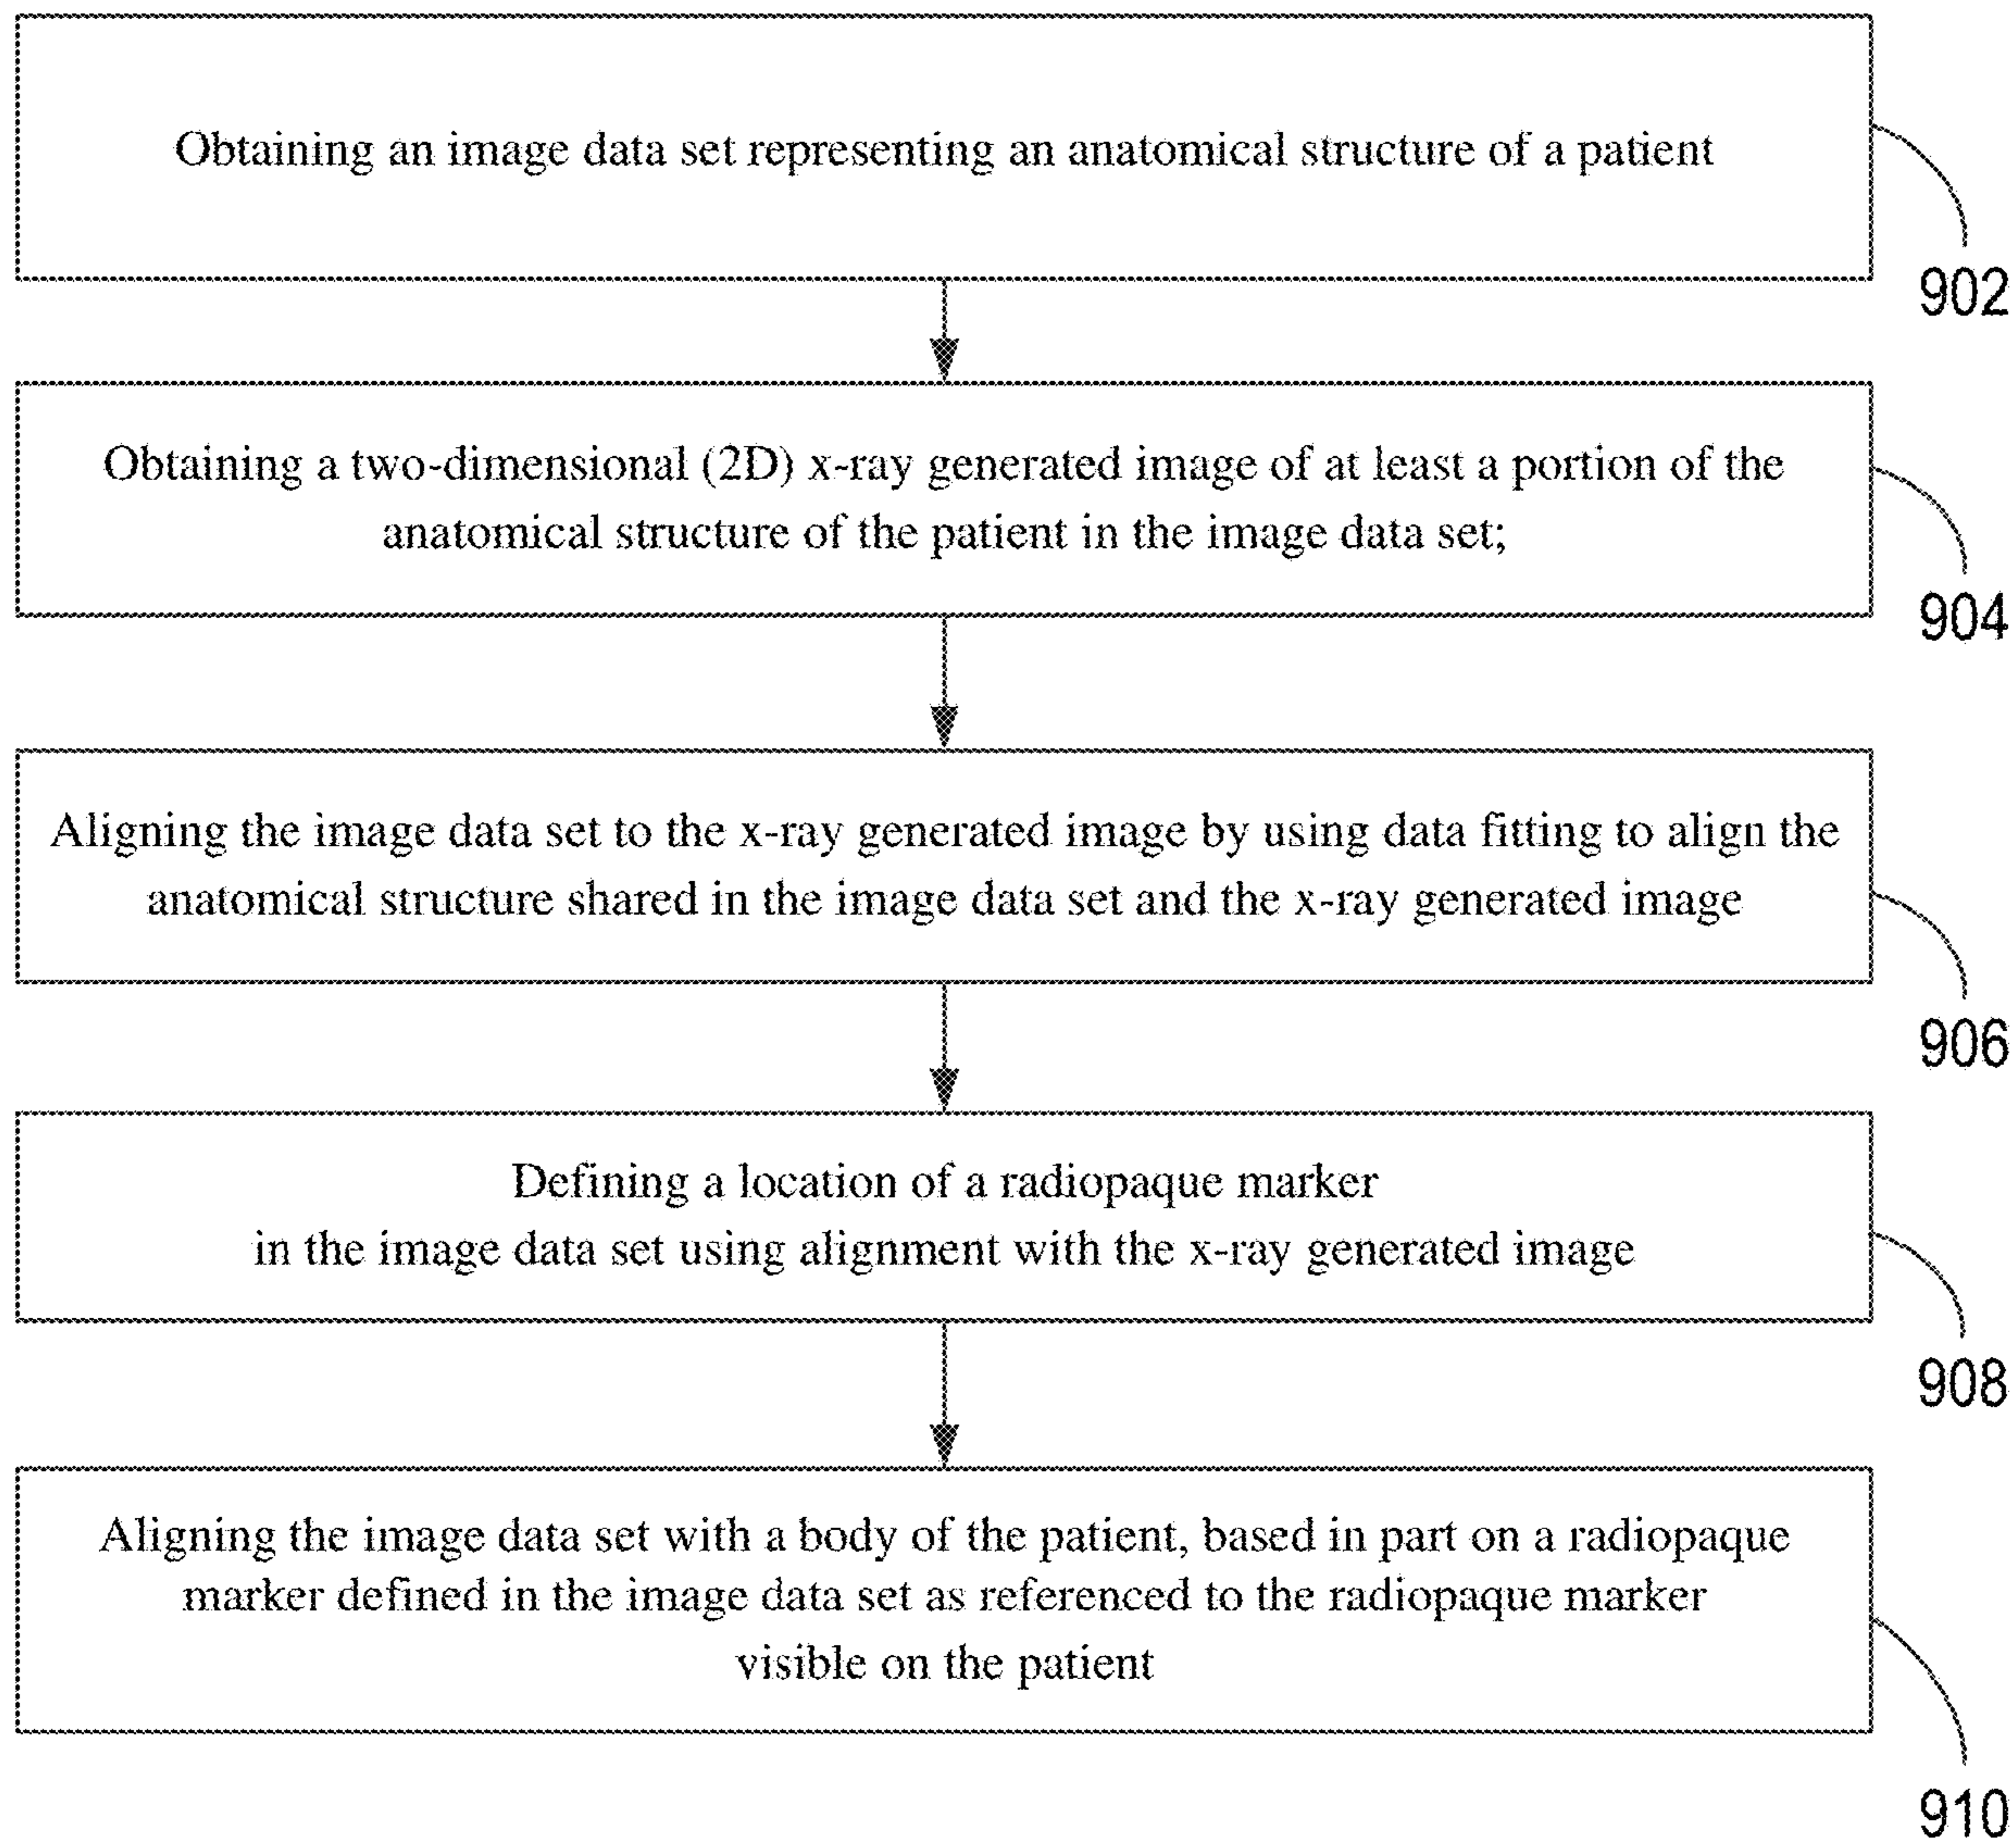 Obtaining an image data set representing an anatomical structure of a patient
902
Obtaining a two-dimensional (2D) x-ray generated image of at least a portion of the
anatomical structure of the patient in the image data set;
904
Aligning the image data set to the x-ray generated image by using data fitting to align the
anatomical structure shared in the image data set and the x-ray generated image
906
Defining a location of a radiopaque marker
in the image data set using alignment with the x-ray generated image
908
Aligning the image data set with a body of the patient, based in part on a radiopaque
marker defined in the image data set as referenced to the radiopaque marker
visible on the patient
910